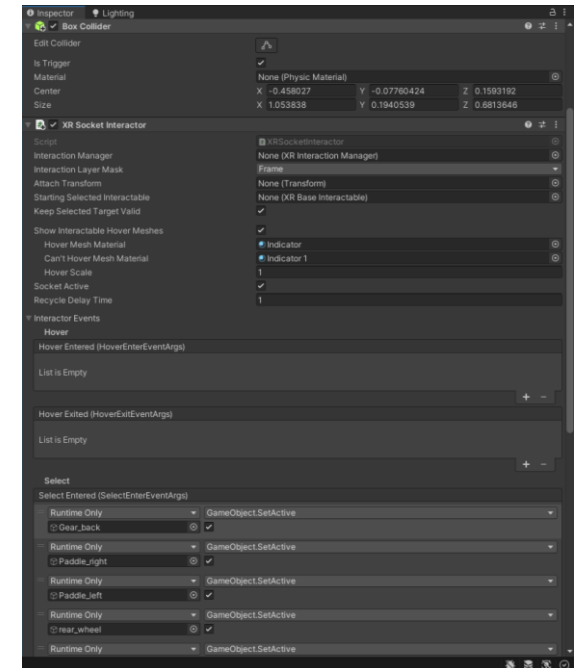 Inspector Lighting
Box Collider
Edit Collider
Is Trigger
Material None (Physic Material)
Center X -0.458027 Y -0.07760424 Z 0.1593192
Size X 1.053838 Y 0.1940539 Z 0.6813646
XR Socket Interactor
Script XRSocketInteractor
Interaction Manager None (XR Interaction Manager)
Interaction Layer Mask Frame
Attach Transform None (Transform)
Starting Selected Interactable None (XR Base Interactable)
Keep Selected Target Valid
Show Interactable Hover Meshes
Hover Mesh Material Indicator
Can't Hover Mesh Material Indicator 1
Hover Scale 1
Socket Active
Recycle Delay Time 1
Interactor Events
Hover
Hover Entered (HoverEnterEventArgs)
List is Empty
Hover Exited (HoverExitEventArgs)
List is Empty
Select
Select Entered (SelectEnterEventArgs)
Runtime Only GameObject.SetActive
Gear_back
Runtime Only GameObject.SetActive
Paddle_right
Runtime Only GameObject.SetActive
Paddle_left
Runtime Only GameObject.SetActive
rear_wheel
Runtime Only GameObject.SetActive